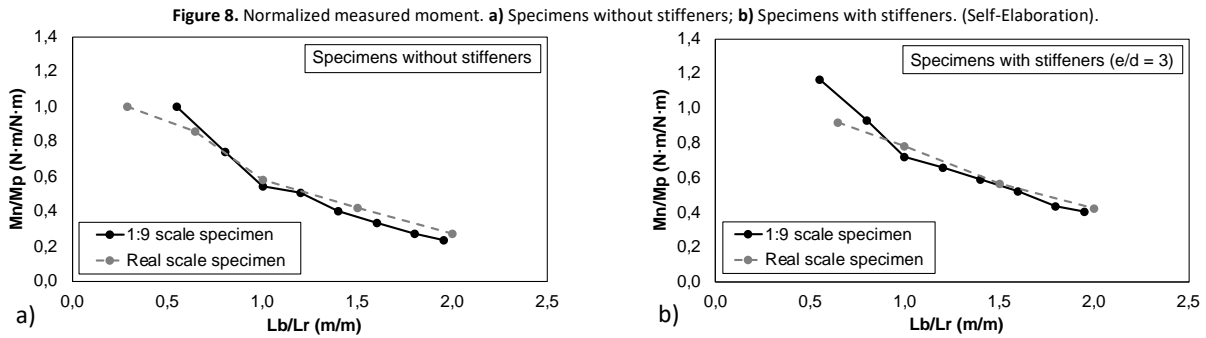 Figure 8. Normalized measured moment. a) Specimens without stiffeners; b) Specimens with stiffeners. (Self-Elaboration).
Mn/Mp (N·m/N·m)
1,4
1,2
1,0
0,8
0,6
0,4
0,2
0,0
Specimens without stiffeners
1:9 scale specimen
Real scale specimen
0,0 0,5 1,0 1,5 2,0 2,5
Lb/Lr (m/m)
a)
Mn/Mp (N·m/N·m)
1,4
1,2
1,0
0,8
0,6
0,4
0,2
0,0
Specimens with stiffeners (e/d = 3)
1:9 scale specimen
Real scale specimen
0,0 0,5 1,0 1,5 2,0 2,5
Lb/Lr (m/m)
b)